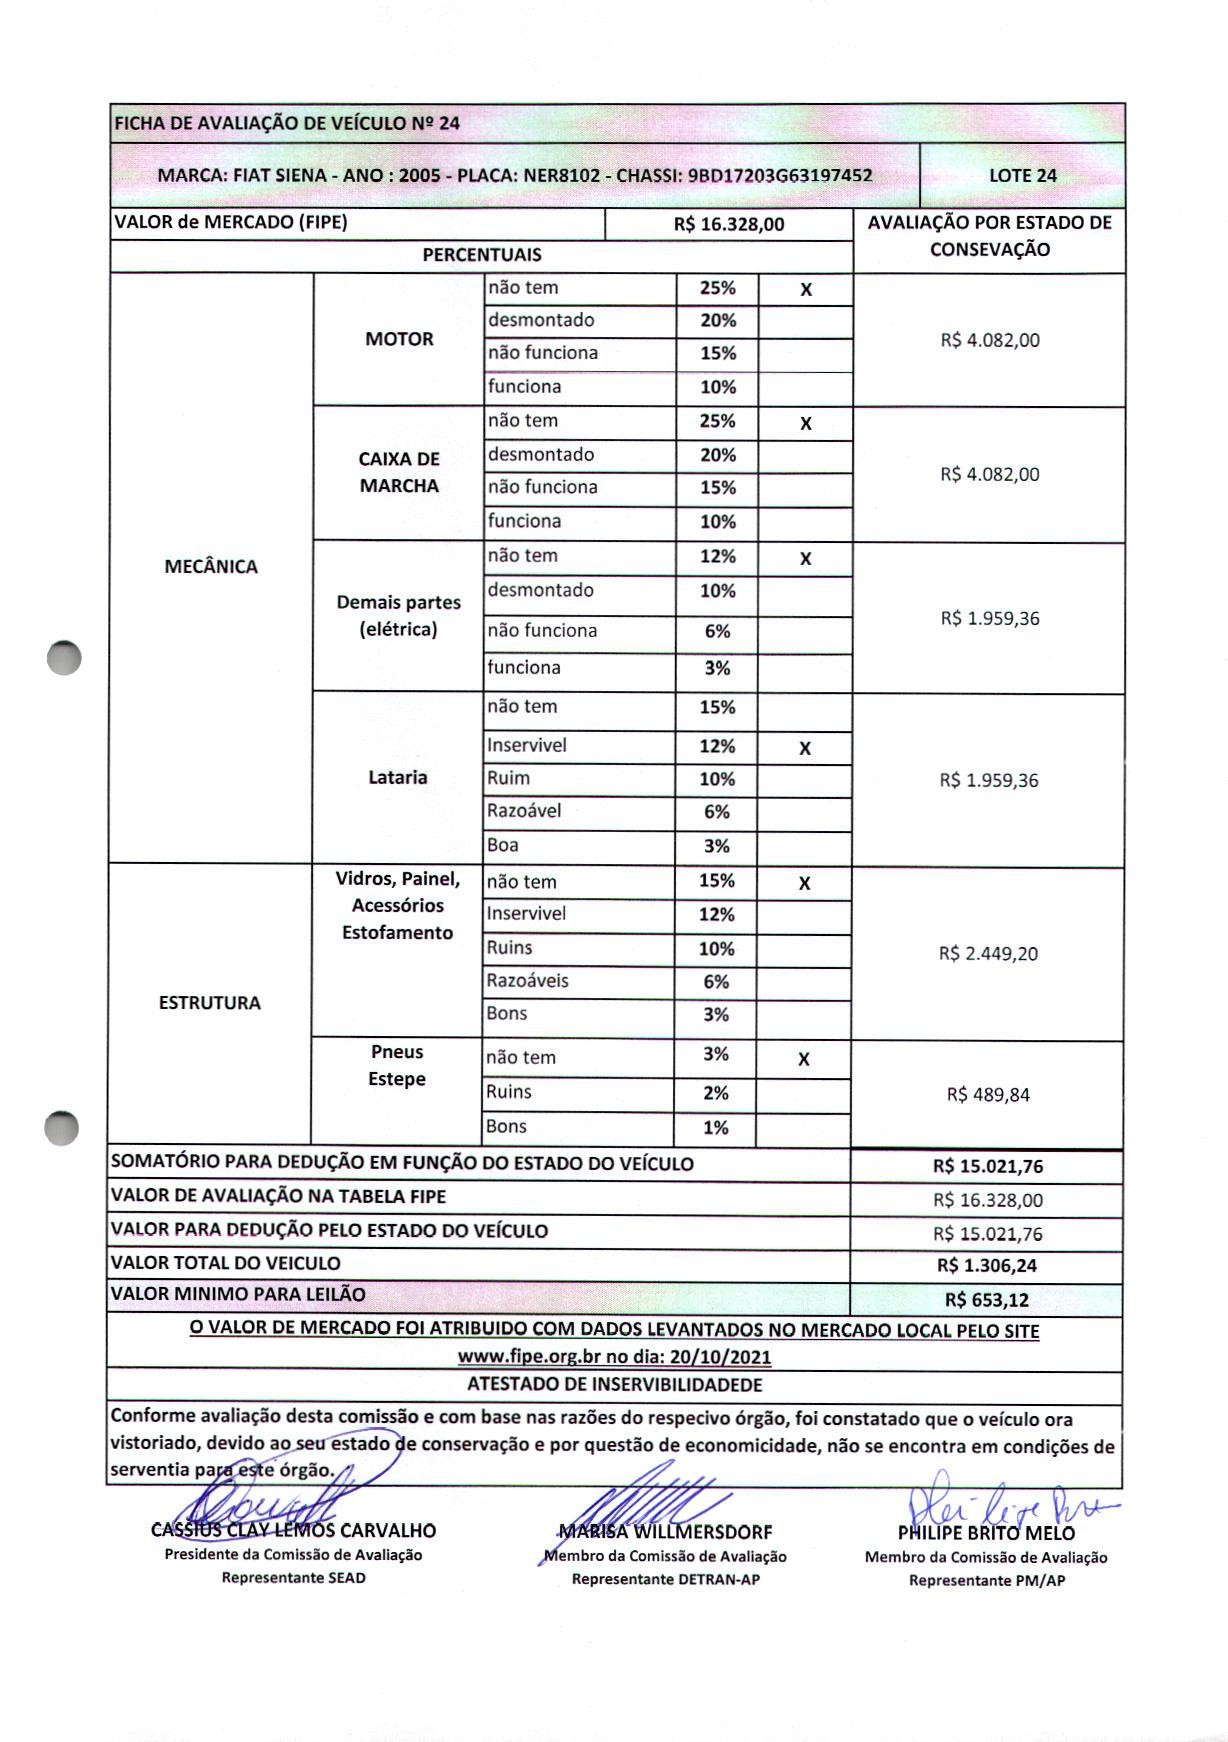 FICHA DE AVALIAÇÃO DE VEÍCULO Nº 24
MARCA: FIAT SIENA - ANO : 2005 - PLACA: NER8102 - CHASSI: 9BD17203G63197452
LOTE 24
VALOR de MERCADO (FIPE)
R$ 16.328,00
AVALIAÇÃO POR ESTADO DE
CONSEVAÇÃO
PERCENTUAIS
MECÂNICA
MOTOR
não tem 25% X
desmontado 20%
não funciona 15%
funciona 10%
R$ 4.082,00
CAIXA DE
MARCHA
não tem 25% X
desmontado 20%
não funciona 15%
funciona 10%
R$ 4.082,00
Demais partes
(elétrica)
não tem 12% X
desmontado 10%
não funciona 6%
funciona 3%
R$ 1.959,36
Lataria
não tem 15%
Inservivel 12% X
Ruim 10%
Razoável 6%
Boa 3%
R$ 1.959,36
ESTRUTURA
Vidros, Painel,
Acessórios
Estofamento
não tem 15% X
Inservivel 12%
Ruins 10%
Razoáveis 6%
Bons 3%
R$ 2.449,20
Pneus
Estepe
não tem 3% X
Ruins 2%
Bons 1%
R$ 489,84
SOMATÓRIO PARA DEDUÇÃO EM FUNÇÃO DO ESTADO DO VEÍCULO R$ 15.021,76
VALOR DE AVALIAÇÃO NA TABELA FIPE R$ 16.328,00
VALOR PARA DEDUÇÃO PELO ESTADO DO VEÍCULO R$ 15.021,76
VALOR TOTAL DO VEICULO R$ 1.306,24
VALOR MINIMO PARA LEILÃO R$ 653,12
O VALOR DE MERCADO FOI ATRIBUIDO COM DADOS LEVANTADOS NO MERCADO LOCAL PELO SITE
www.fipe.org.br no dia: 20/10/2021
ATESTADO DE INSERVIBILIDADEDE
Conforme avaliação desta comissão e com base nas razões do respecivo órgão, foi constatado que o veículo ora
vistoriado, devido ao seu estado de conservação e por questão de economicidade, não se encontra em condições de
serventia para este órgão.
CASSIUS CLAY LEMOS CARVALHO
Presidente da Comissão de Avaliação
Representante SEAD
MARISA WILLMERSDORF
Membro da Comissão de Avaliação
Representante DETRAN-AP
PHILIPE BRITO MELO
Membro da Comissão de Avaliação
Representante PM/AP